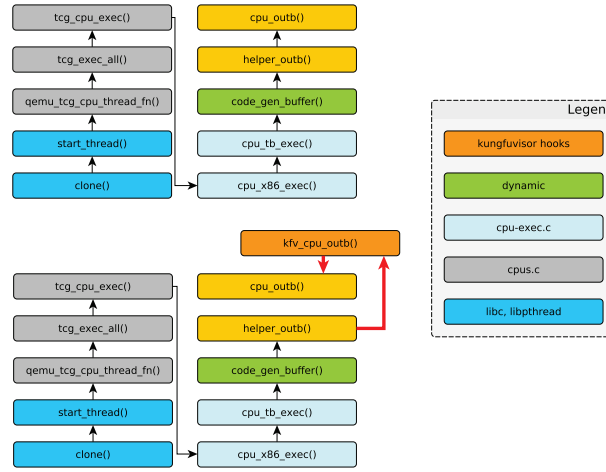 tcg_cpu_exec()
tcg_exec_all()
qemu_tcg_cpu_thread_fn()
start_thread()
clone()
cpu_outb()
helper_outb()
code_gen_buffer()
cpu_tb_exec()
cpu_x86_exec()
kfv_cpu_outb()
tcg_cpu_exec()
tcg_exec_all()
qemu_tcg_cpu_thread_fn()
start_thread()
clone()
cpu_outb()
helper_outb()
code_gen_buffer()
cpu_tb_exec()
cpu_x86_exec()
Legen
kungfuvisor hooks
dynamic
cpu-exec.c
cpus.c
libc, libpthread